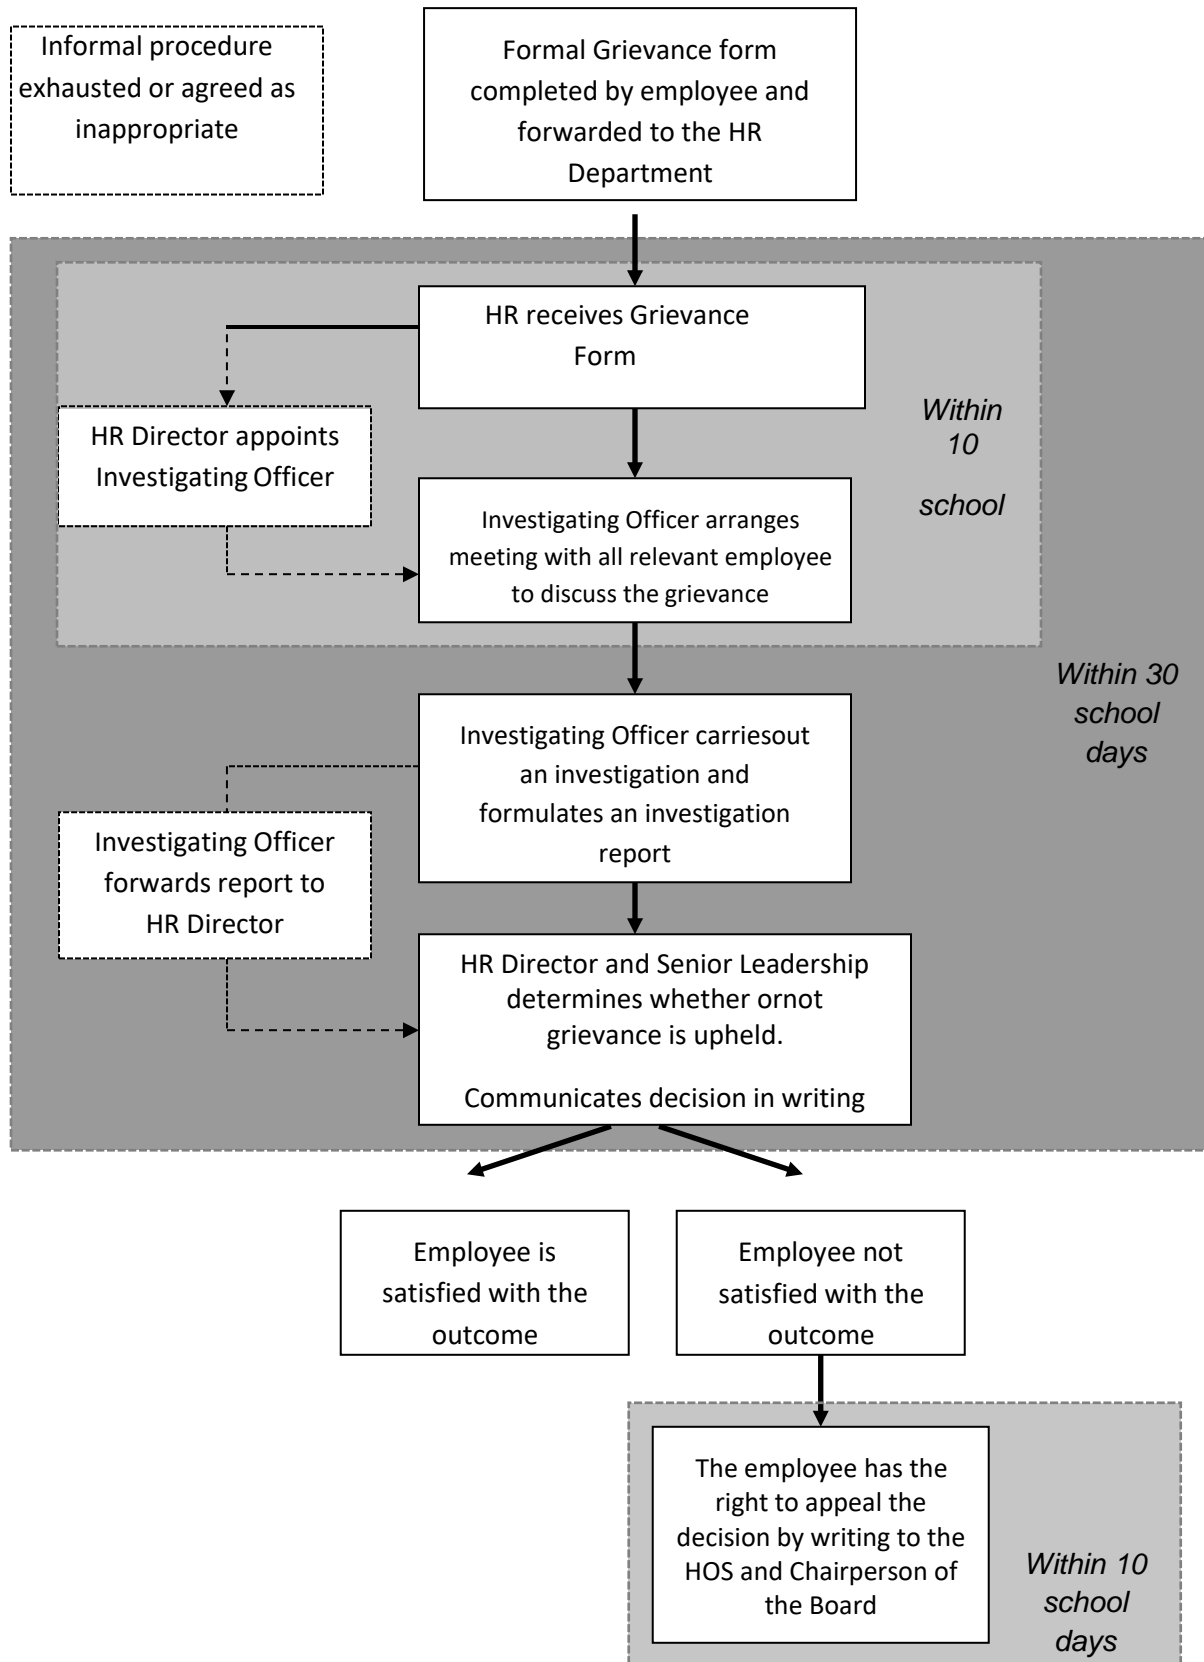 Informal procedure
exhausted or agreed as
inappropriate
Formal Grievance form
completed by employee and
forwarded to the HR
Department
HR receives Grievance
Form
Within
10
school
HR Director appoints
Investigating Officer
Investigating Officer arranges
meeting with all relevant employee
to discuss the grievance
Within 30
school
days
Investigating Officer carriesout
an investigation and
formulates an investigation
report
Investigating Officer
forwards report to
HR Director
HR Director and Senior Leadership
determines whether ornot
grievance is upheld.
Communicates decision in writing
Employee is
satisfied with the
outcome
Employee not
satisfied with the
outcome
The employee has the
right to appeal the
decision by writing to the
HOS and Chairperson of
the Board
Within 10
school
days